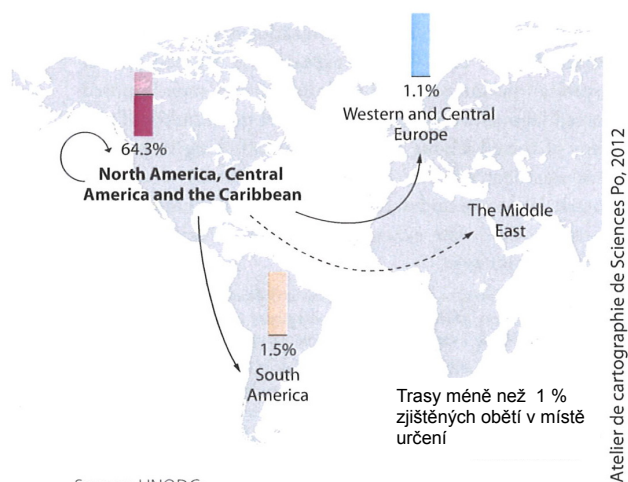 1.1%
Western and Central
Europe
64.3%
North America, Central
America and the Caribbean
The Middle
East
1.5%
South
America
Trasy méně než 1 %
zjištěných obětí v místě
určení
Atelier de cartographie de Sciences Po, 2012